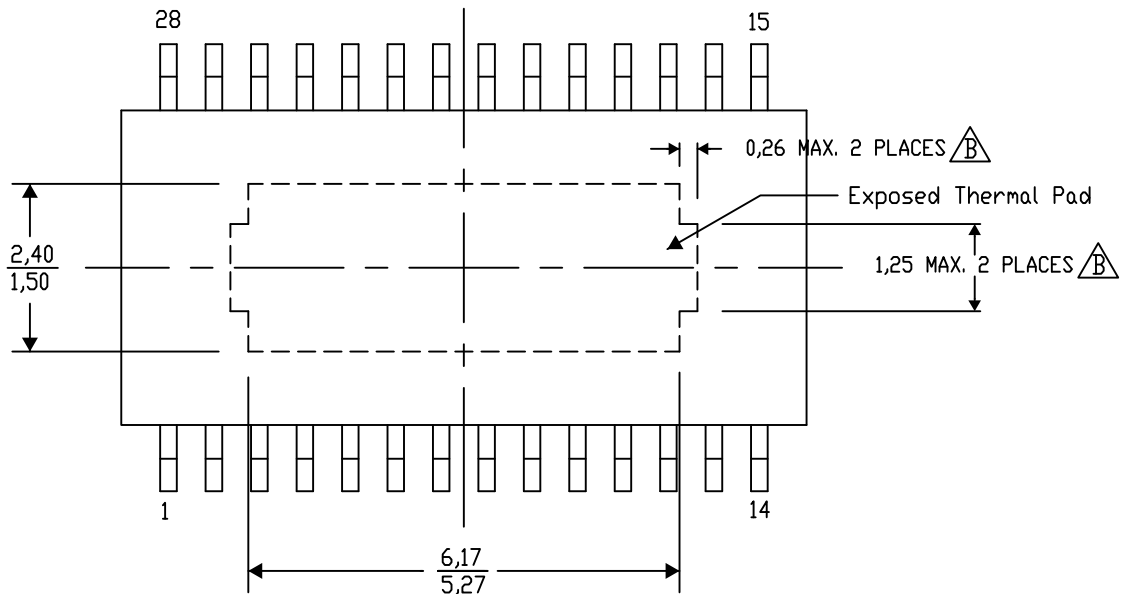 28
15
0,26 MAX. 2 PLACES B
Exposed Thermal Pad
2,40
1,50
1,25 MAX. 2 PLACES B
1
14
6,17
5,27